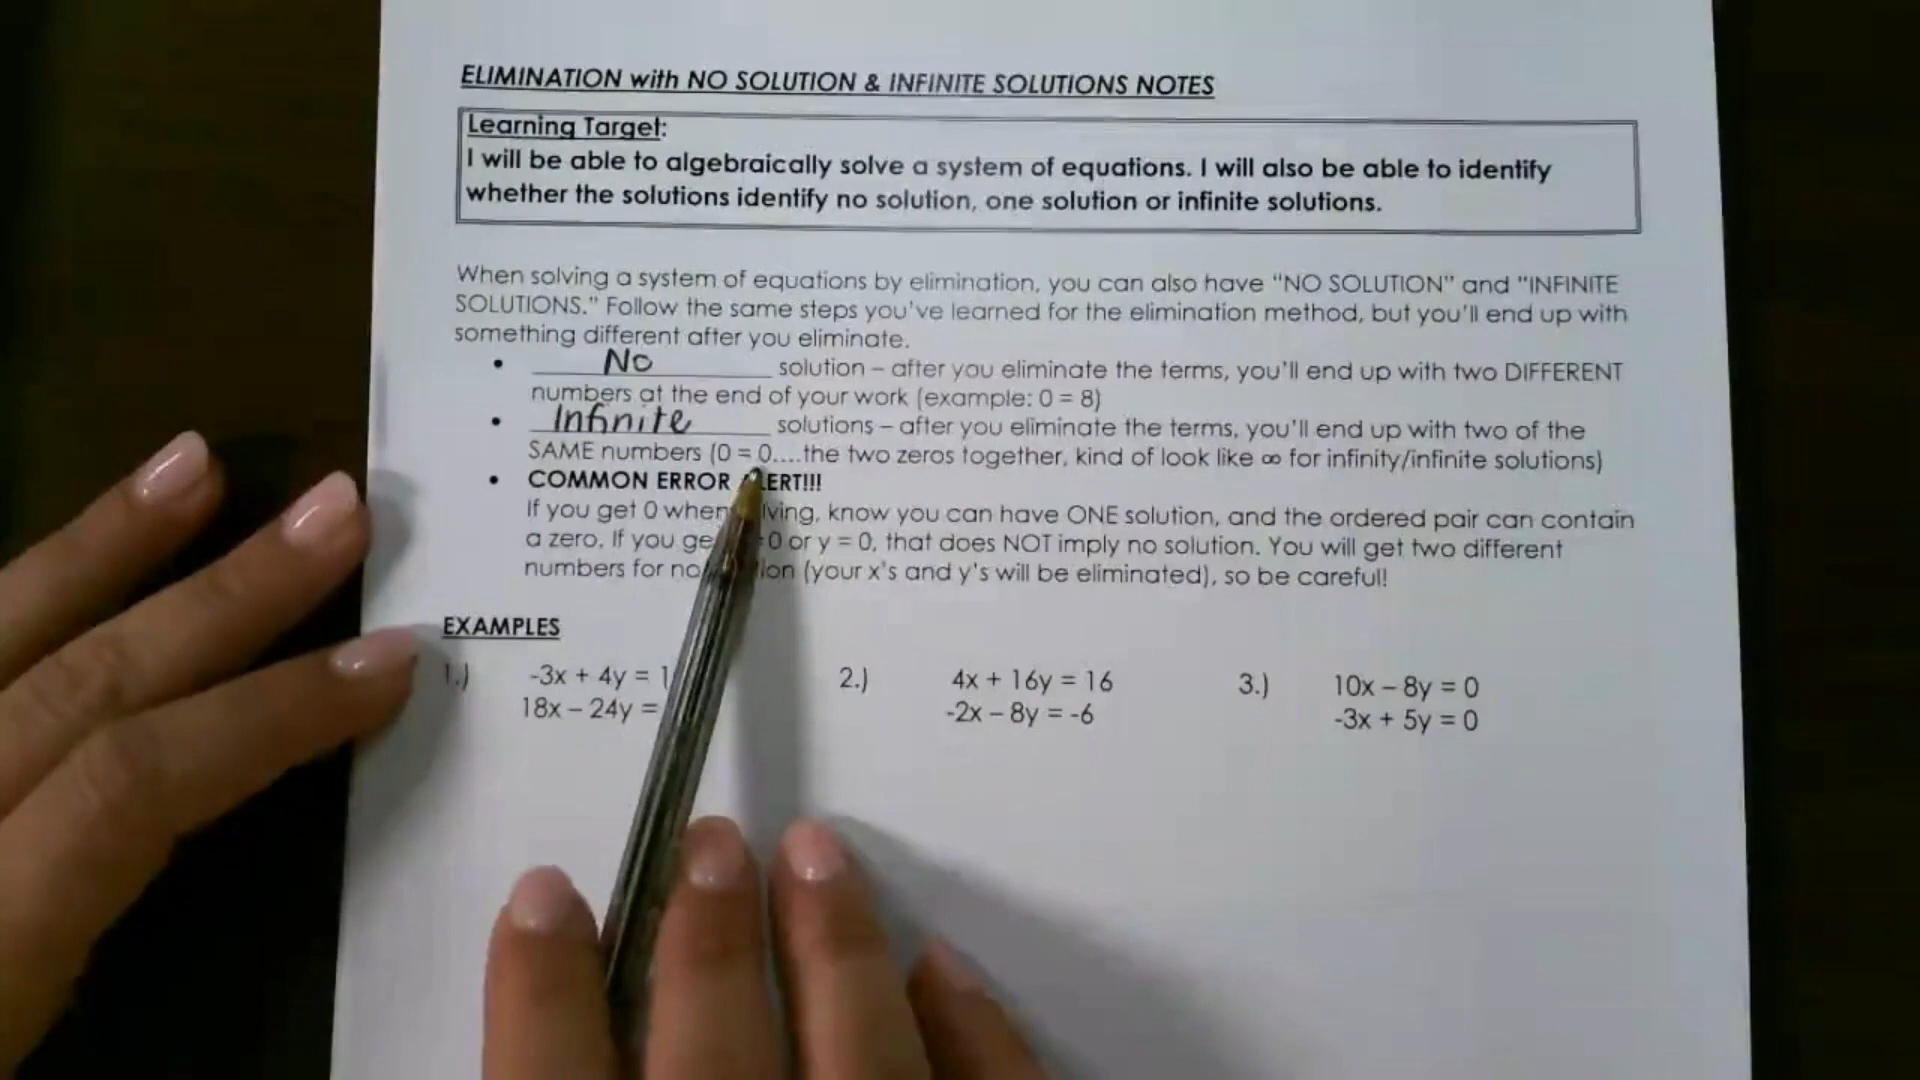 ELIMINATION with NO SOLUTION & INFINITE SOLUTIONS NOTES
Learning Target:
I will be able to algebraically solve a system of equations. I will also be able to identify
whether the solutions identify no solution, one solution or infinite solutions.
When solving a system of equations by elimination, you can also have "NO SOLUTION" and "INFINITE
SOLUTIONS." Follow the same steps you've learned for the elimination method, but you'll end up with
something different after you eliminate.
• No solution – after you eliminate the terms, you'll end up with two DIFFERENT
numbers at the end of your work (example: 0 = 8)
• Infinite solutions – after you eliminate the terms, you'll end up with two of the
SAME numbers (0 = 0....the two zeros together, kind of look like ∞ for infinity/infinite solutions)
• COMMON ERROR LERT!!!
If you get 0 when lving, know you can have ONE solution, and the ordered pair can contain
a zero. If you ge 0 or y = 0, that does NOT imply no solution. You will get two different
numbers for no ion (your x's and y's will be eliminated), so be careful!
EXAMPLES
1.) -3x + 4y = 1 2.) 4x + 16y = 16 3.) 10x – 8y = 0
18x – 24y = -2x – 8y = -6 -3x + 5y = 0